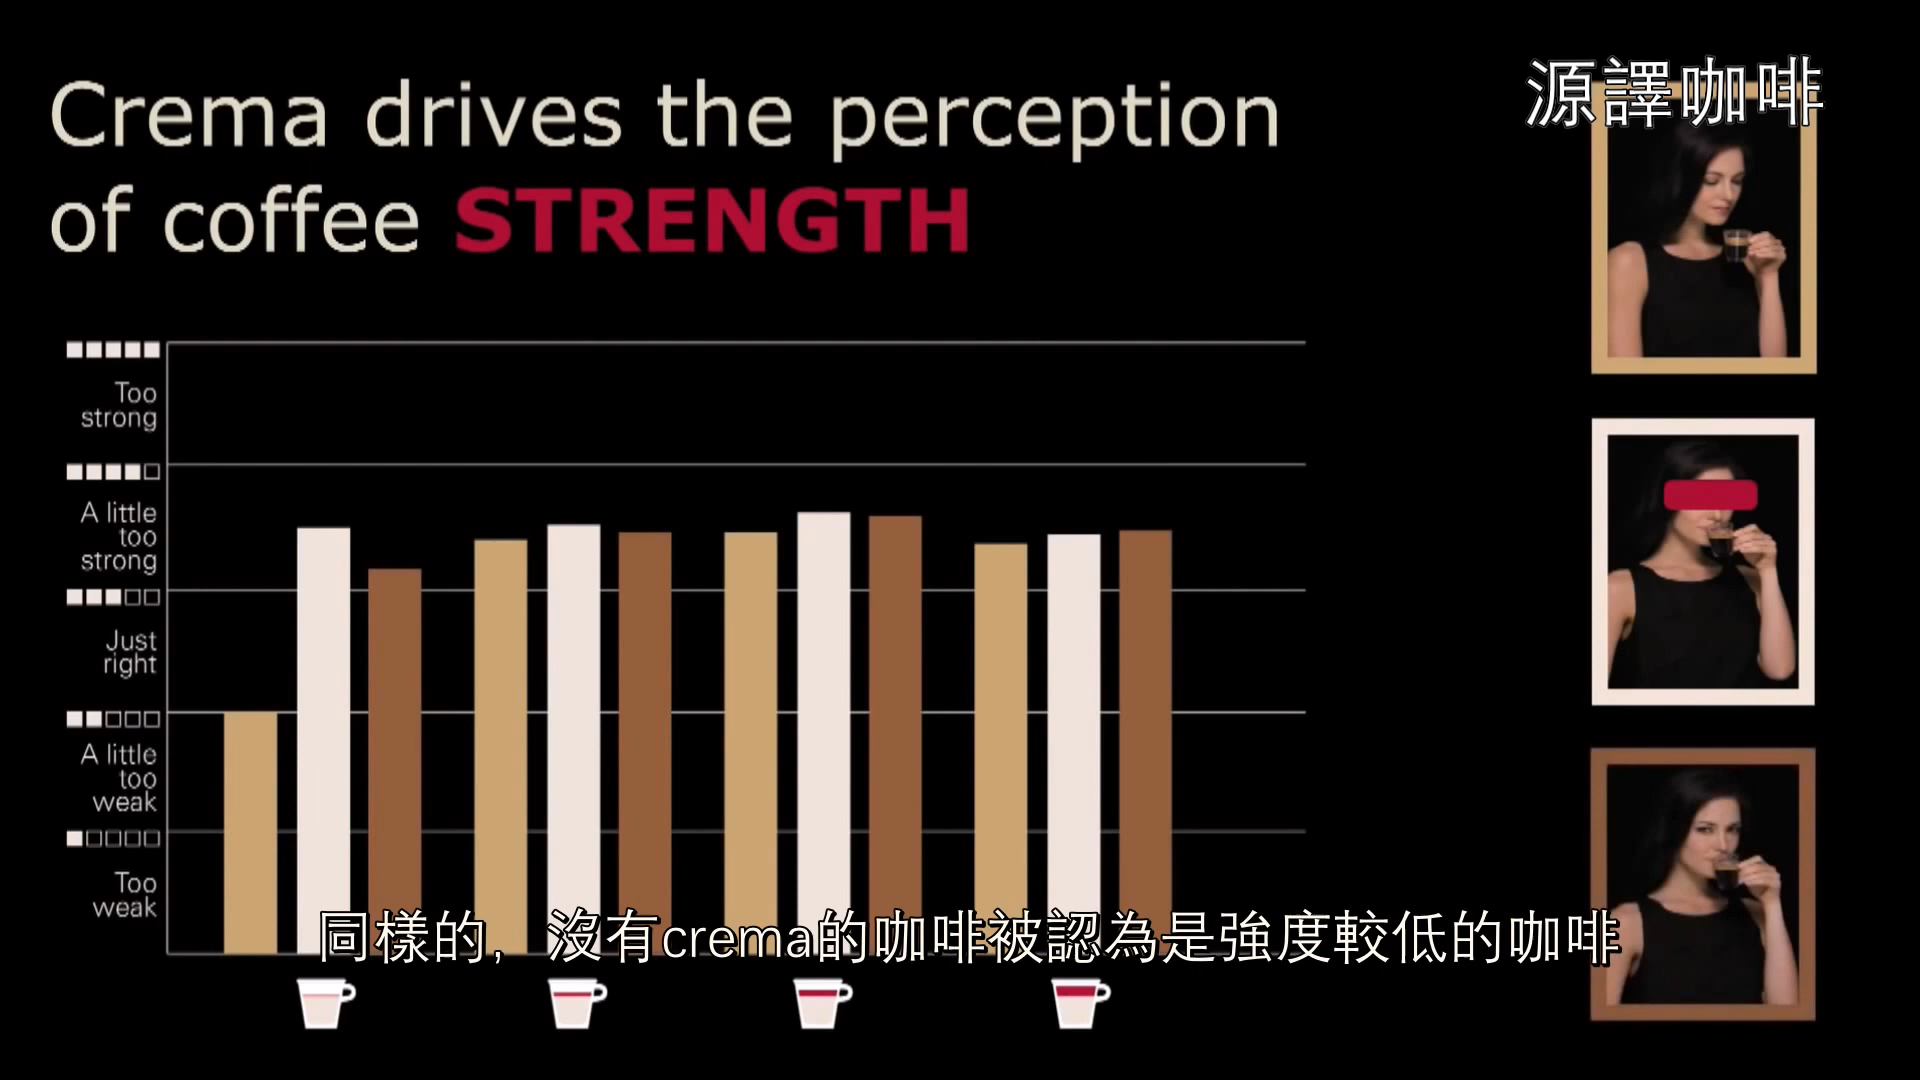 Crema drives the perception
of coffee STRENGTH
源譯咖啡
Too
strong
A little
too
strong
Just
right
A little
too
weak
Too
weak
同樣的, 沒有crema的咖啡被認為是強度較低的咖啡